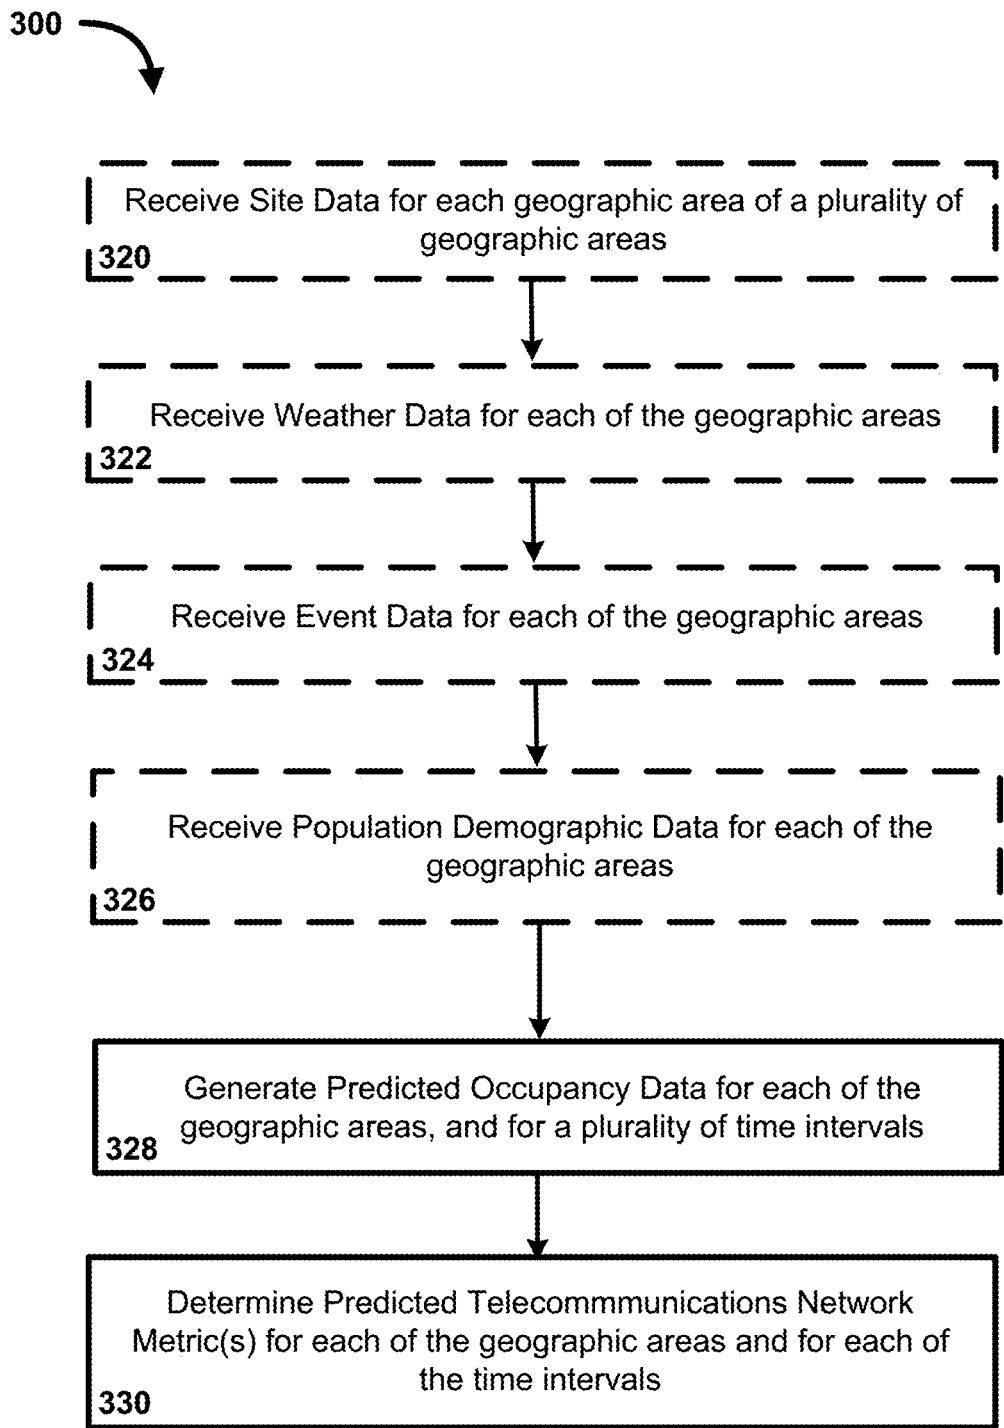 300
Receive Site Data for each geographic area of a plurality of
geographic areas
320
Receive Weather Data for each of the geographic areas
322
Receive Event Data for each of the geographic areas
324
Receive Population Demographic Data for each of the
geographic areas
326
Generate Predicted Occupancy Data for each of the
geographic areas, and for a plurality of time intervals
328
Determine Predicted Telecommmunications Network
Metric(s) for each of the geographic areas and for each of
the time intervals
330